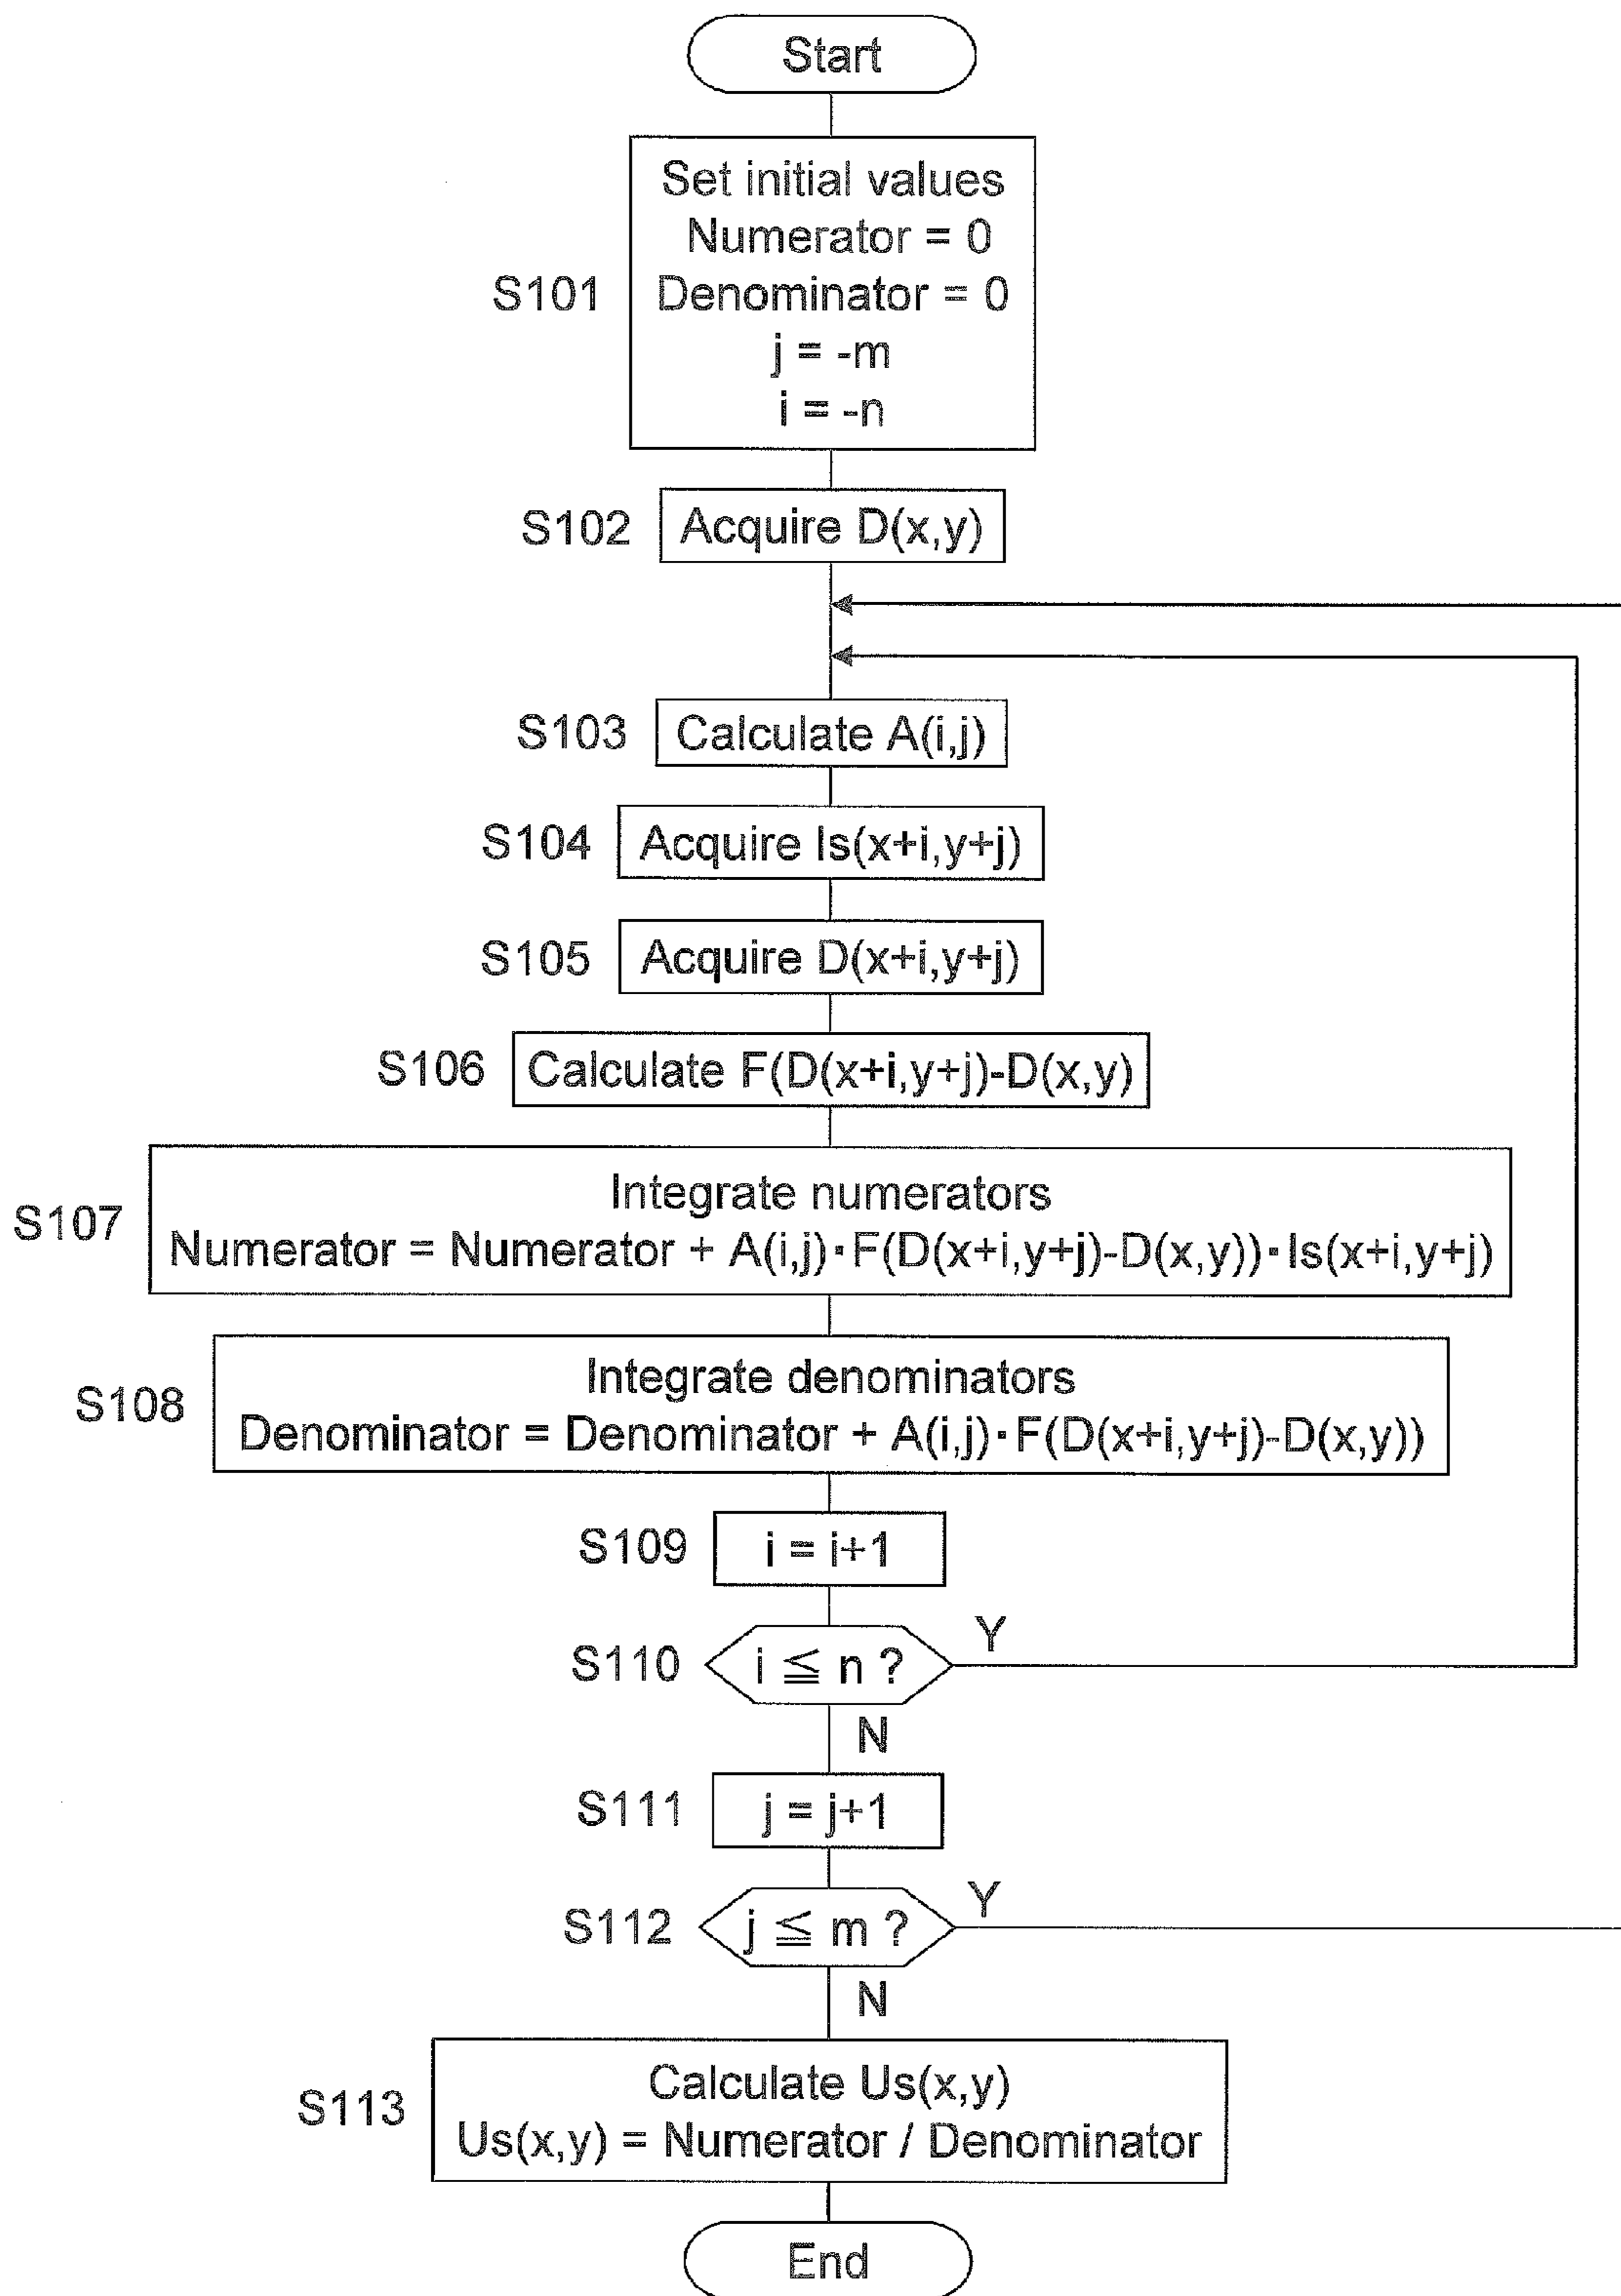 Start
Set initial values
Numerator = 0
S101
Denominator = 0
j = -m
i = -n
S102
Acquire D(x,y)
S103
Calculate A(i,j)
S104
Acquire Is(x+i,y+j)
S105
Acquire D(x+i,y+j)
S106
Calculate F(D(x+i,y+j)-D(x,y)
S107
Integrate numerators
Numerator = Numerator + A(i,j)·F(D(x+i,y+j)-D(x,y))·Is(x+i,y+j)
S108
Integrate denominators
Denominator = Denominator + A(i,j)·F(D(x+i,y+j)-D(x,y))
S109
i = i+1
S110
i ≦ n ?
Y
N
S111
j = j+1
S112
j ≦ m ?
Y
N
S113
Calculate Us(x,y)
Us(x,y) = Numerator / Denominator
End